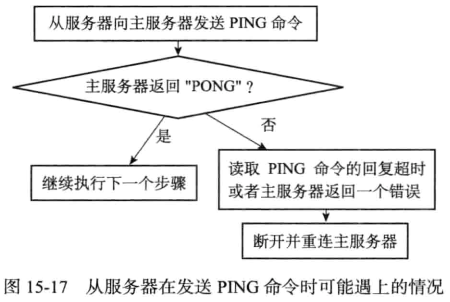 从服务器向主服务器发送 PING 命令
主服务器返回 "PONG" ?
是
否
继续执行下一个步骤
读取 PING 命令的回复超时
或者主服务器返回一个错误
断开并重连主服务器
图 15-17 从服务器在发送 PING 命令时可能遇上的情况